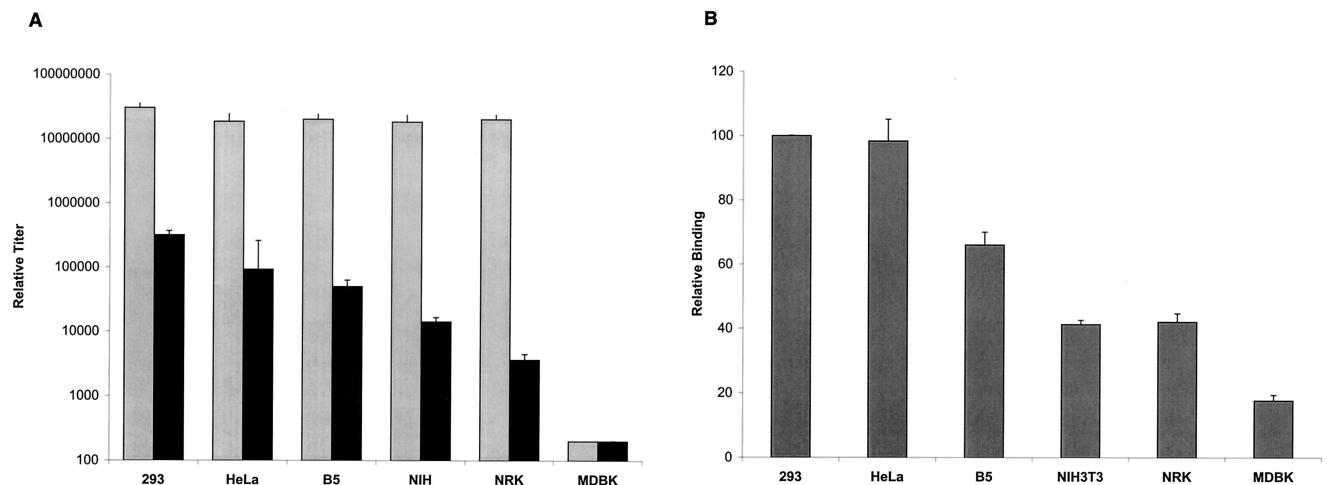 A
100000000
10000000
1000000
100000
10000
1000
100
Relative Titer
293 HeLa B5 NIH NRK MDBK
B
120
100
80
60
40
20
0
Relative Binding
293 HeLa B5 NIH3T3 NRK MDBK